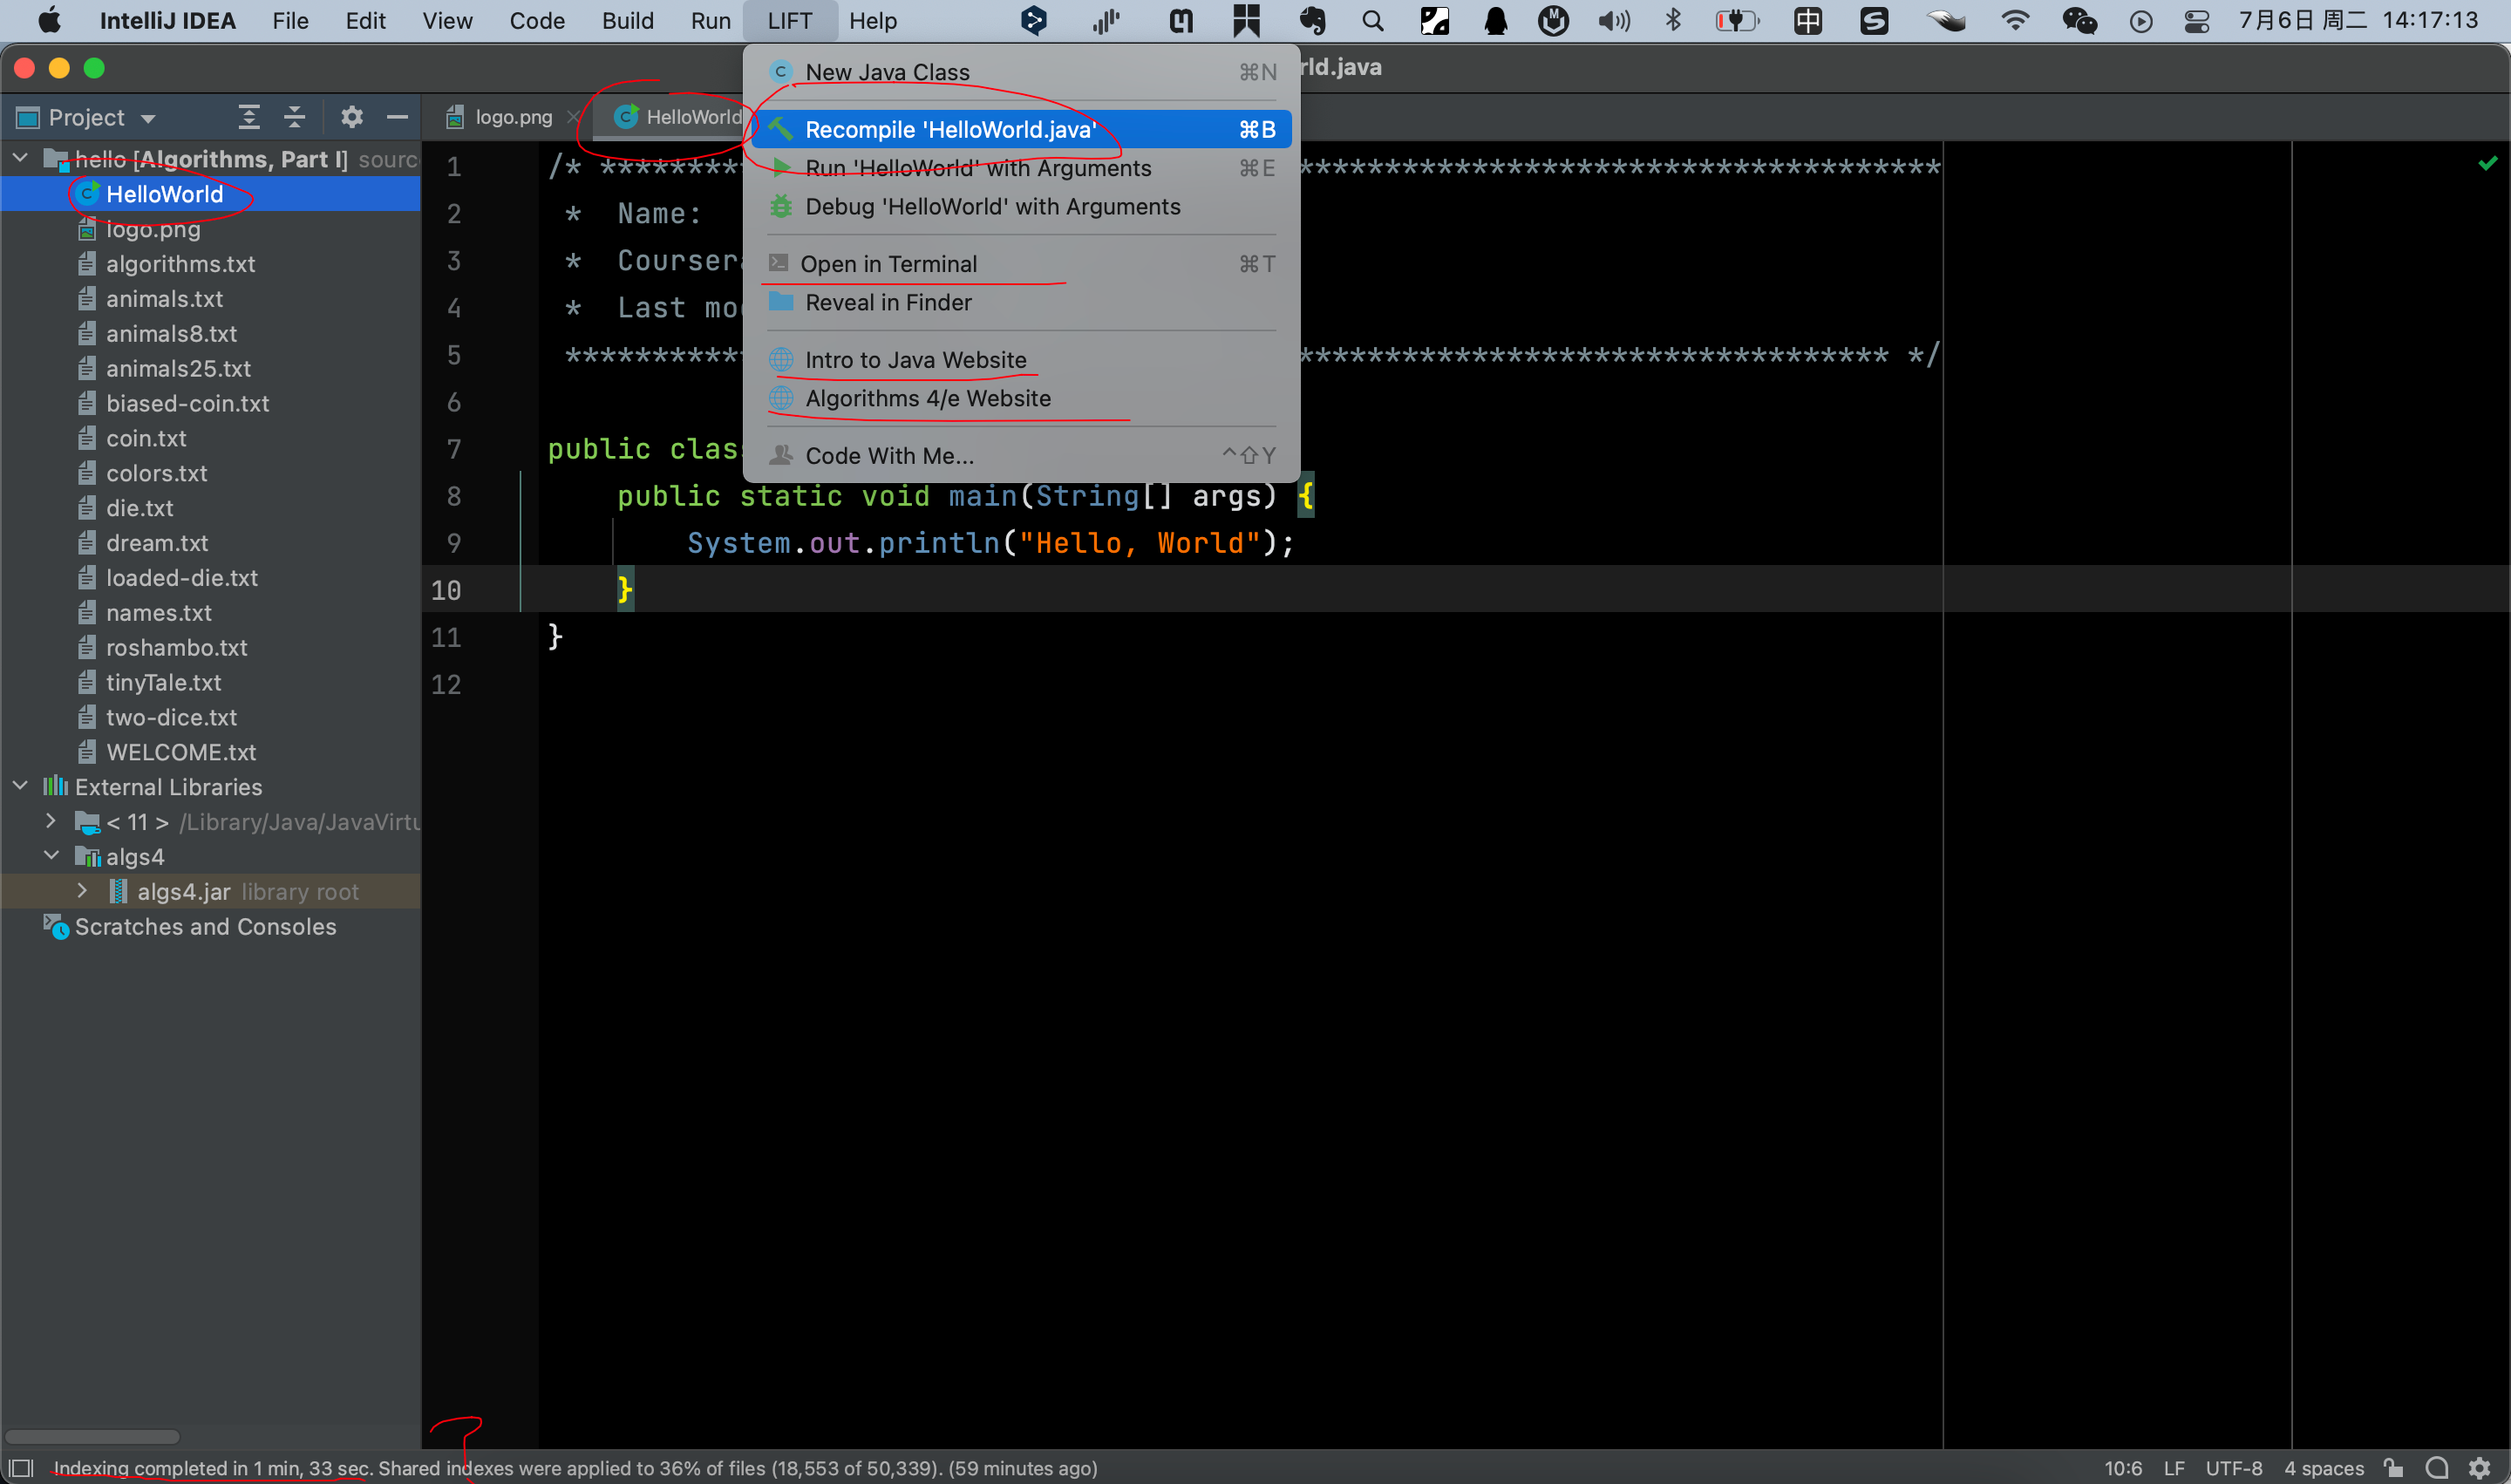 IntelliJ IDEA File Edit View Code Build Run LIFT Help 中 7月6日 周二 14:17:13
rld.java
Project
logo.png
HelloWorld
New Java Class ⌘N
Recompile 'HelloWorld.java' ⌘B
Run 'HelloWorld' with Arguments ⌘E
Debug 'HelloWorld' with Arguments
Open in Terminal ⌘T
Reveal in Finder
Intro to Java Website
Algorithms 4/e Website
Code With Me... ^⇧Y
hello [Algorithms, Part I] sourc
HelloWorld
logo.png
algorithms.txt
animals.txt
animals8.txt
animals25.txt
biased-coin.txt
coin.txt
colors.txt
die.txt
dream.txt
loaded-die.txt
names.txt
roshambo.txt
tinyTale.txt
two-dice.txt
WELCOME.txt
External Libraries
< 11 > /Library/Java/JavaVirtu
algs4
algs4.jar library root
Scratches and Consoles
1 /*
2 * Name:
3 * Coursera
4 * Last mo
5 */
6
7 public clas
8 public static void main(String[] args) {
9 System.out.println("Hello, World");
10 }
11 }
12
?
Indexing completed in 1 min, 33 sec. Shared indexes were applied to 36% of files (18,553 of 50,339). (59 minutes ago) 10:6 LF UTF-8 4 spaces